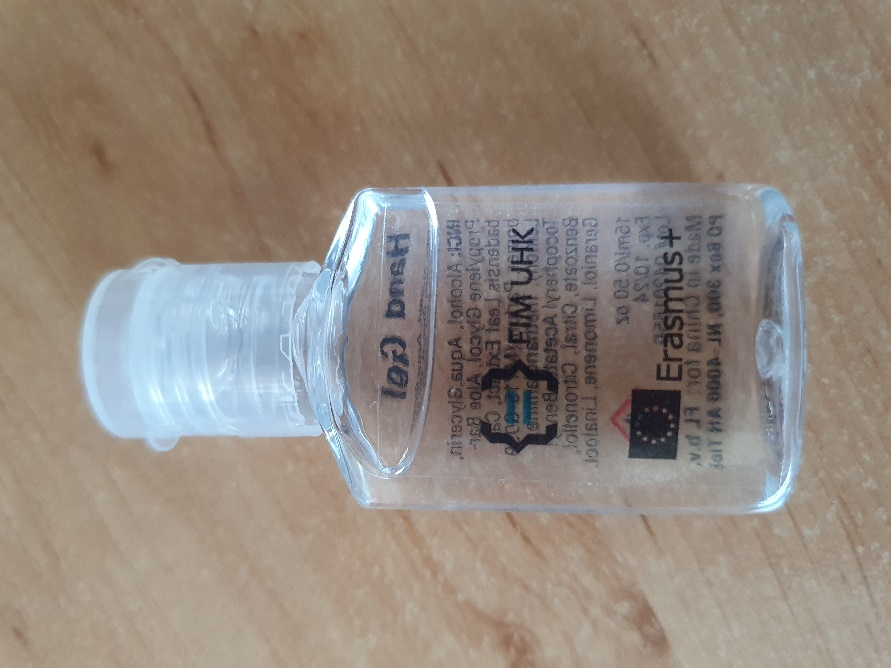 Hand Gel
INCI: Alcohol, Aqua, Glycerin,
Propylene Glycol, Aloe Bar-
badensis Leaf Extract,
Tocopheryl Acetate,
Benzoate, Citral, Citronellol,
Geraniol, Limonene, Linalool.
15ml/0.50 oz
Exp. 10/24
Made in China for: FL b.v.
PO Box 300, NL-4000 AH Tiel
{-} FIM UHK
Erasmus+